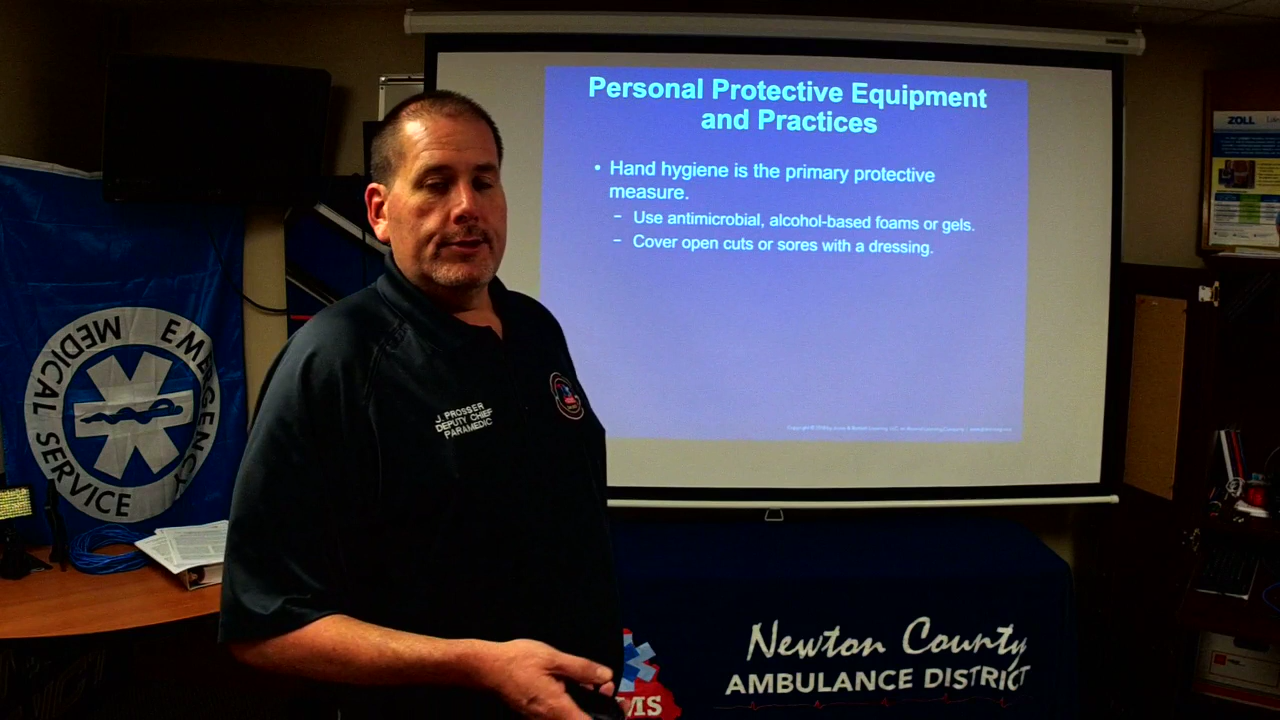 Personal Protective Equipment
and Practices
• Hand hygiene is the primary protective
measure.
– Use antimicrobial, alcohol-based foams or gels.
– Cover open cuts or sores with a dressing.
ZOLL
EMERGENCY
MEDICAL
SERVICE
J. PROSSER
DEPUTY CHIEF
PARAMEDIC
Newton County
AMBULANCE DISTRICT
MS